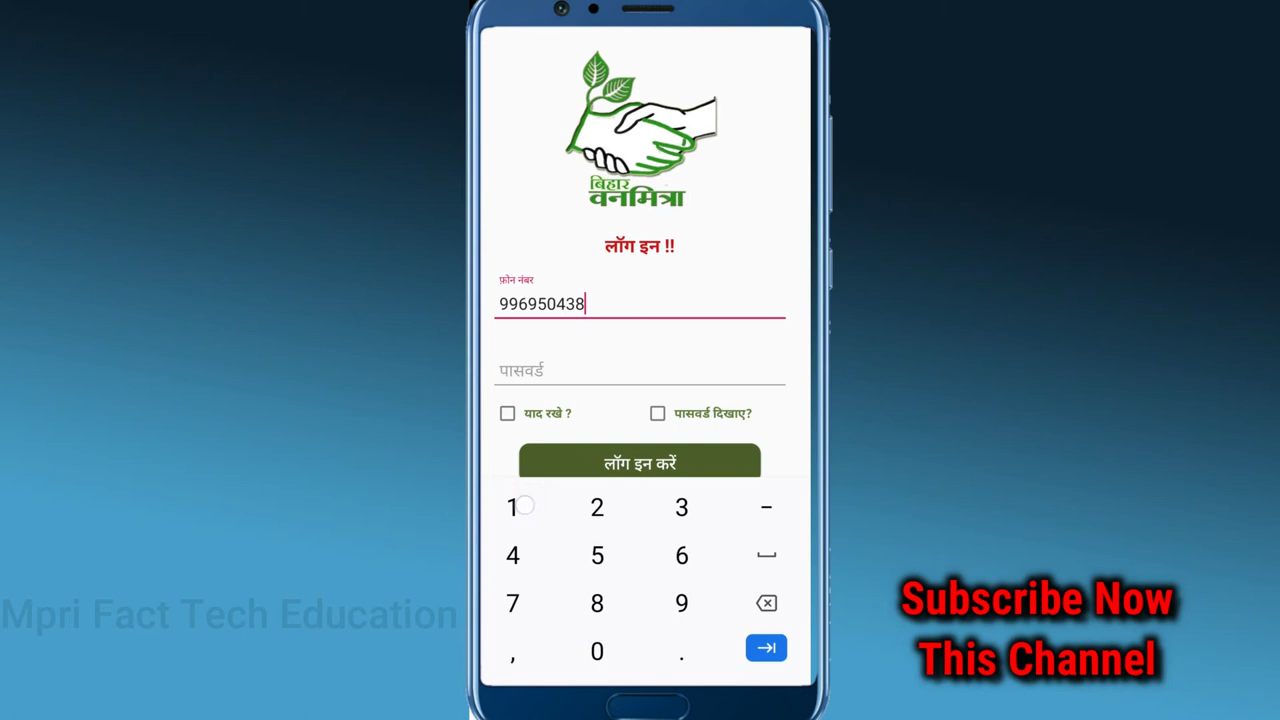 बिहार
वनमित्रा
लॉग इन !!
फ़ोन नंबर
996950438
पासवर्ड
याद रखे ?
पासवर्ड दिखाए?
लॉग इन करें
1 2 3 -
4 5 6
7 8 9
, 0 .
Mpri Fact Tech Education
Subscribe Now
This Channel